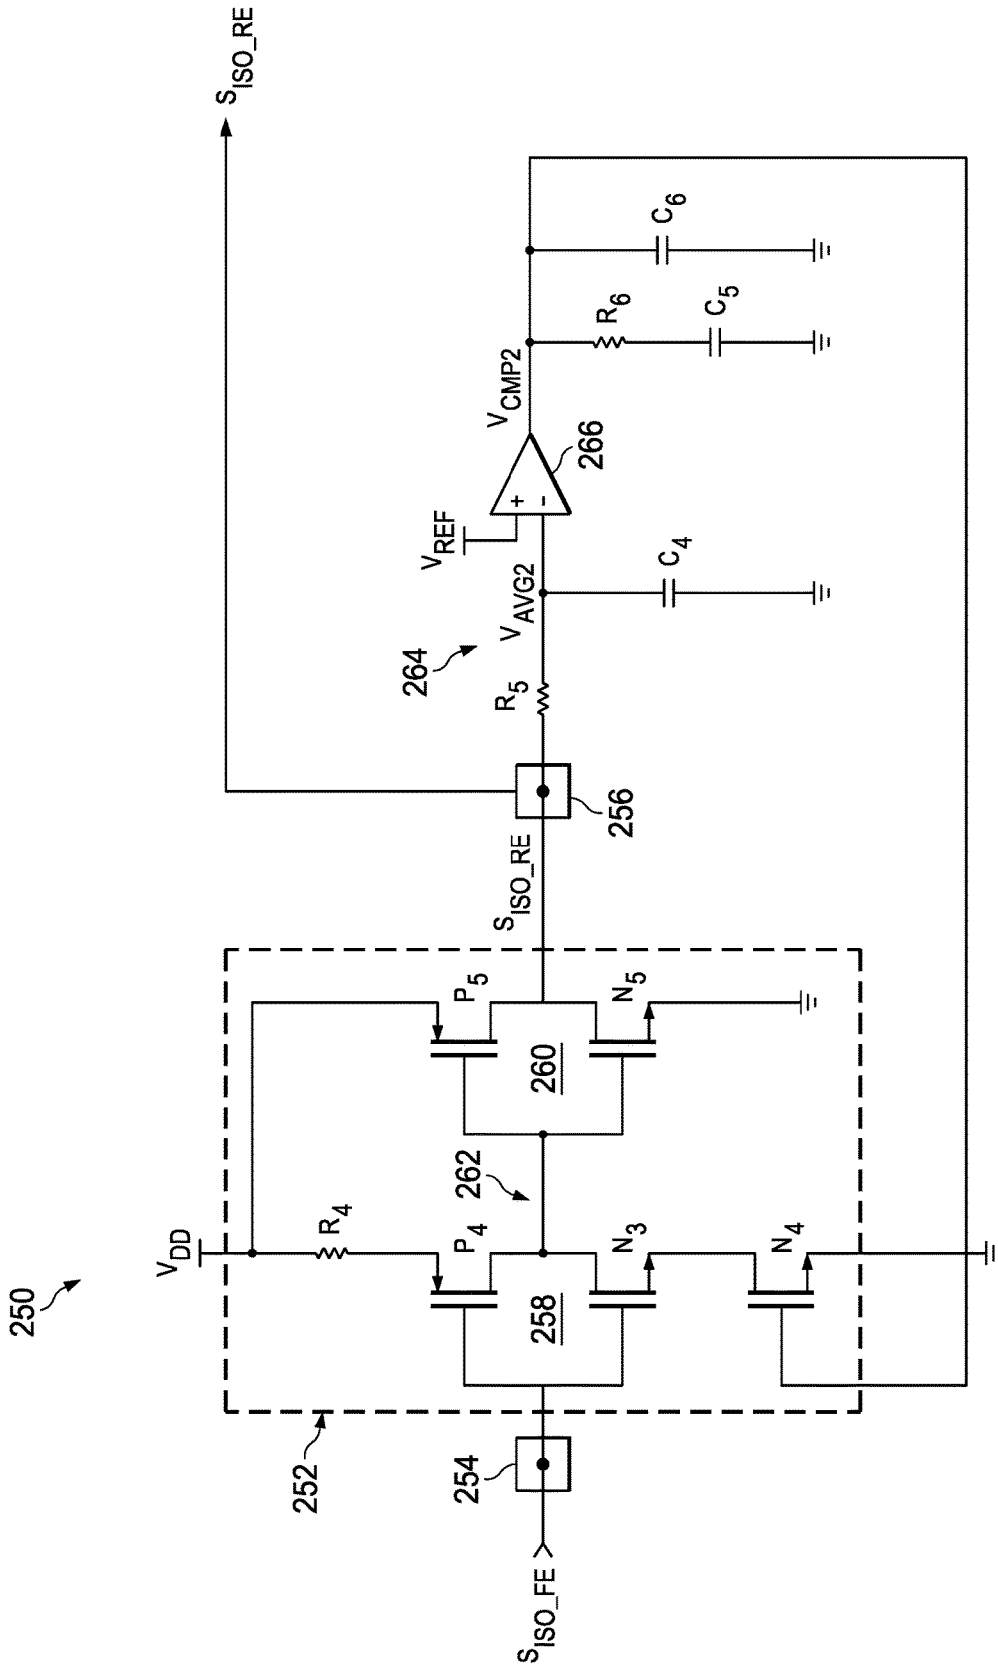 250
V_DD
252
R_4
P_4
258
N_3
N_4
262
P_5
260
N_5
254
S_ISO_FE
S_ISO_RE
256
S_ISO_RE
264
R_5
V_AVG2
C_4
V_REF
+
-
266
V_CMP2
R_6
C_5
C_6